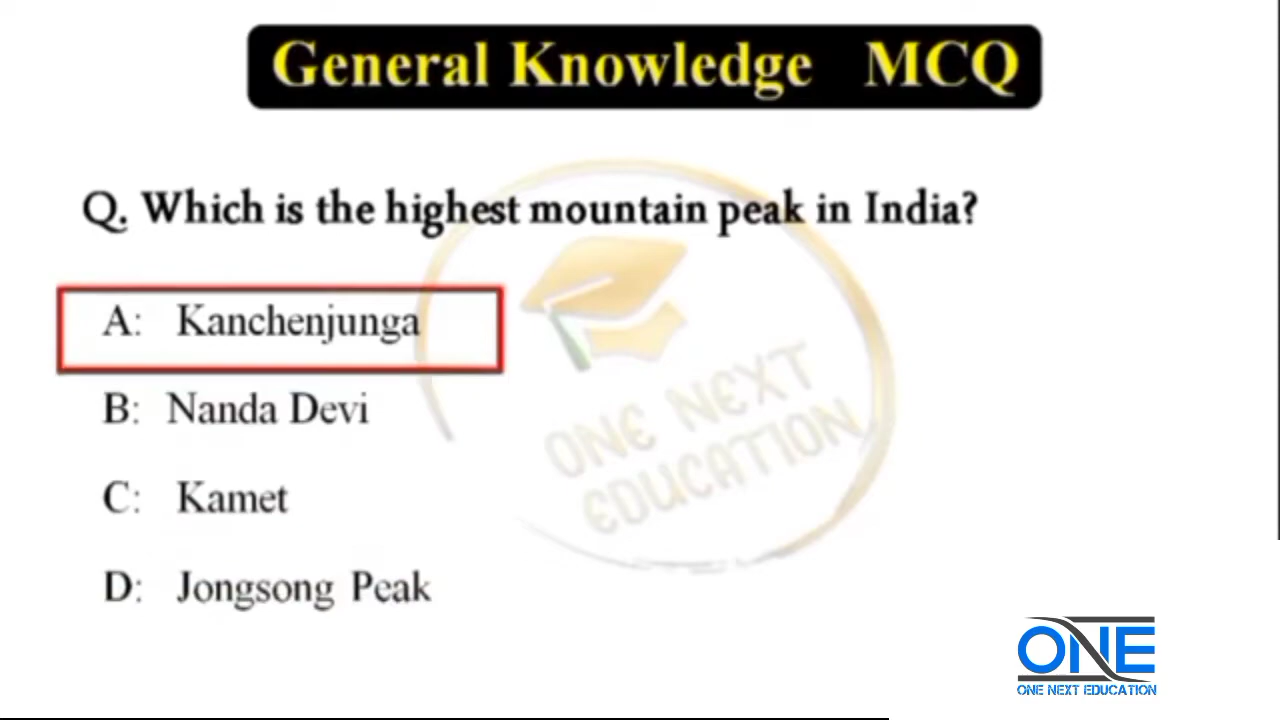 General Knowledge MCQ
Q. Which is the highest mountain peak in India?
A: Kanchenjunga
B: Nanda Devi
C: Kamet
D: Jongsong Peak
ONE NEXT
EDUCATION
ONE
ONE NEXT EDUCATION